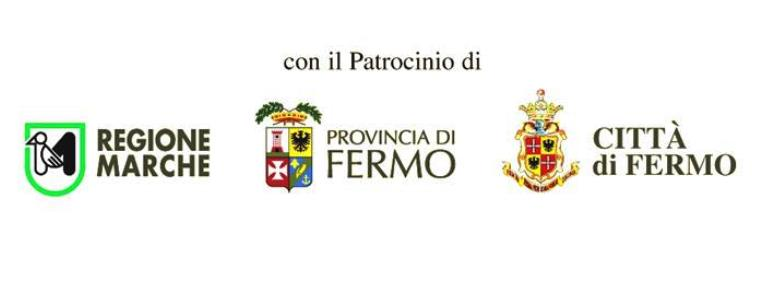 con il Patrocinio di
REGIONE
MARCHE
PROVINCIA DI
FERMO
CITTÀ
di FERMO